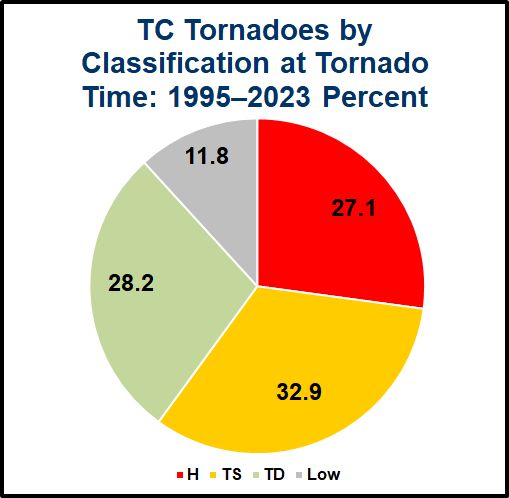 TC Tornadoes by
Classification at Tornado
Time: 1995–2023 Percent
11.8
27.1
28.2
32.9
H TS TD Low